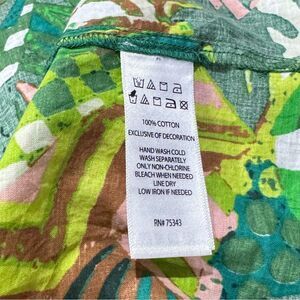 100% COTTON
EXCLUSIVE OF DECORATION
HAND WASH COLD
WASH SEPARATELY
ONLY NON-CHLORINE
BLEACH WHEN NEEDED
LINE DRY
LOW IRON IF NEEDED
RN# 75343